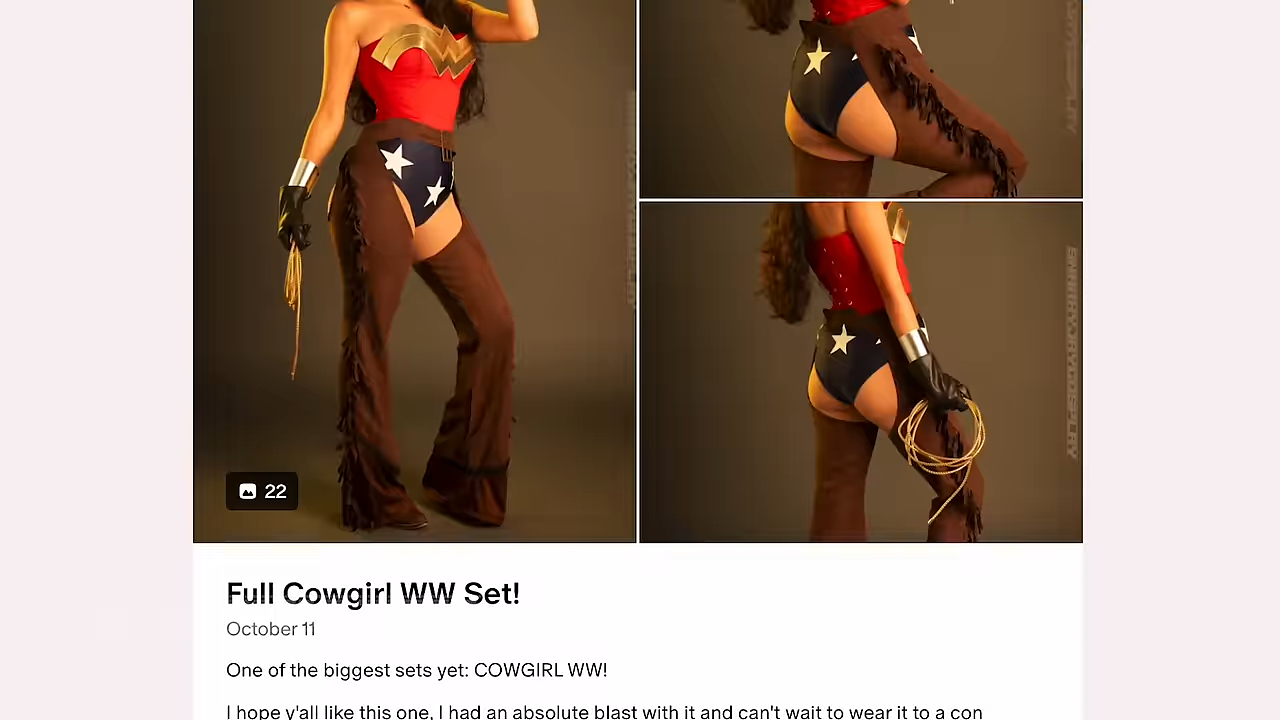 22
Full Cowgirl WW Set!
October 11
One of the biggest sets yet: COWGIRL WW!
I hope y'all like this one, I had an absolute blast with it and can't wait to wear it to a con